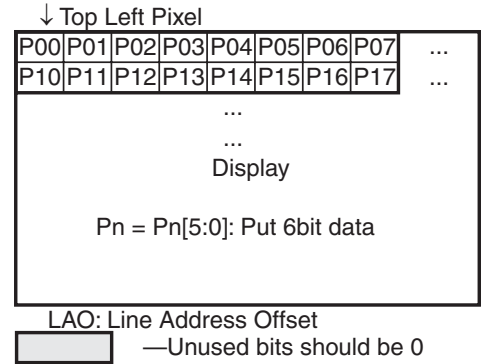 ↓ Top Left Pixel
P00 P01 P02 P03 P04 P05 P06 P07 ...
P10 P11 P12 P13 P14 P15 P16 P17 ...
...
...
Display
Pn = Pn[5:0]: Put 6bit data
LAO: Line Address Offset
—Unused bits should be 0